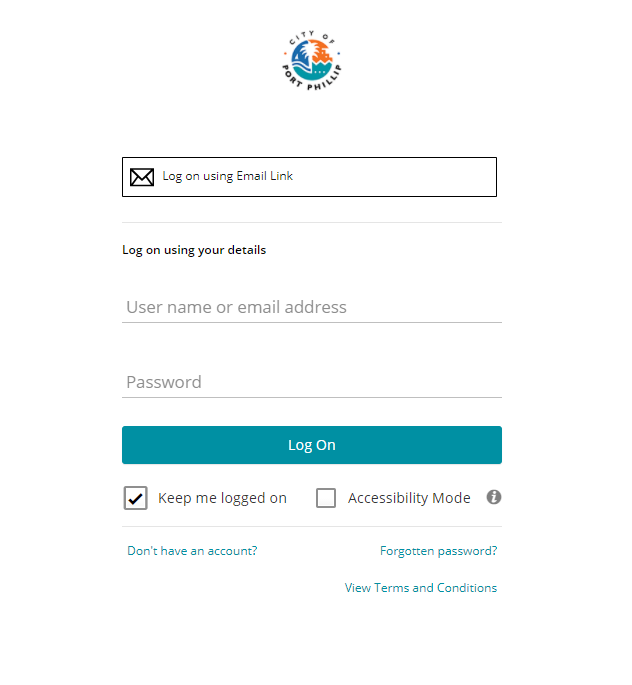 CITY OF
PORT PHILLIP
Log on using Email Link
Log on using your details
User name or email address
Password
Log On
Keep me logged on
Accessibility Mode
i
Don't have an account?
Forgotten password?
View Terms and Conditions